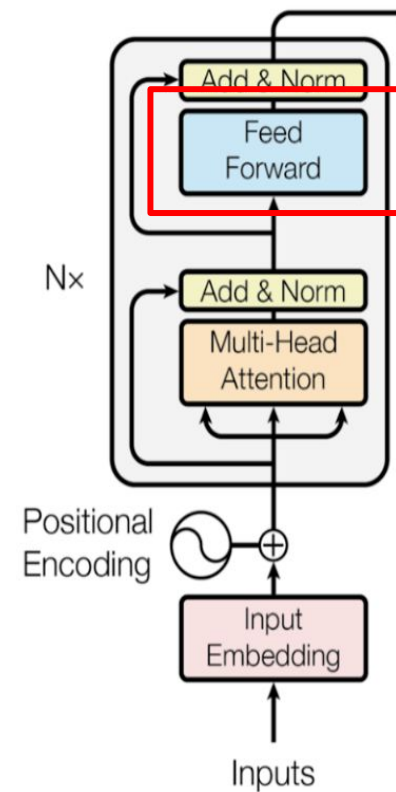 Add & Norm
Feed
Forward
Nx
Add & Norm
Multi-Head
Attention
Positional
Encoding
Input
Embedding
Inputs